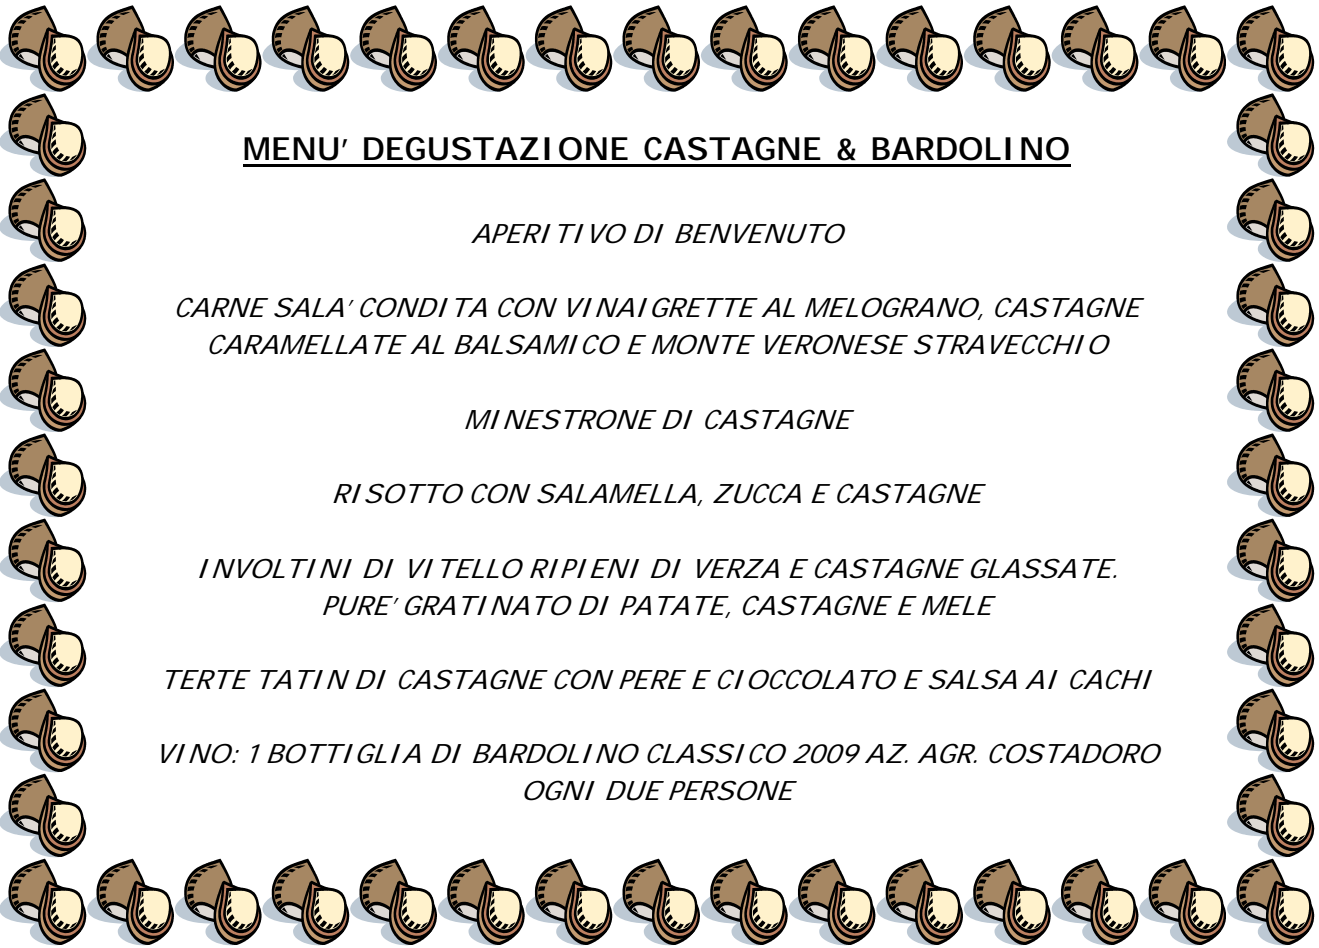 MENU' DEGUSTAZIONE CASTAGNE & BARDOLINO
APERITIVO DI BENVENUTO
CARNE SALA' CONDITA CON VINAIGRETTE AL MELOGRANO, CASTAGNE
CARAMELLATE AL BALSAMICO E MONTE VERONESE STRAVECCHIO
MINESTRONE DI CASTAGNE
RISOTTO CON SALAMELLA, ZUCCA E CASTAGNE
INVOLTINI DI VITELLO RIPIENI DI VERZA E CASTAGNE GLASSATE.
PURE' GRATINATO DI PATATE, CASTAGNE E MELE
TERTE TATIN DI CASTAGNE CON PERE E CIOCCOLATO E SALSA AI CACHI
VINO: 1 BOTTIGLIA DI BARDOLINO CLASSICO 2009 AZ. AGR. COSTADORO
OGNI DUE PERSONE